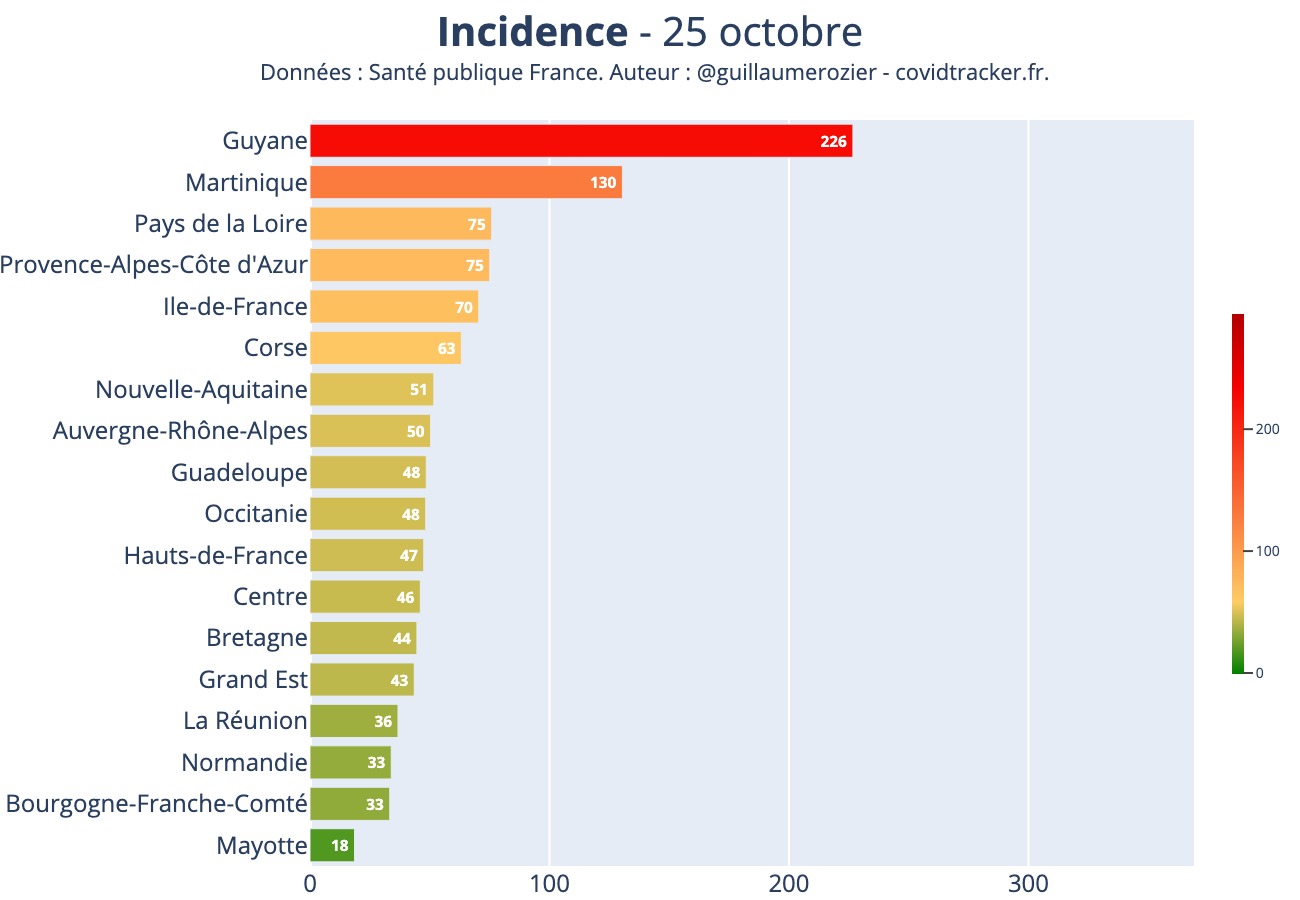 Incidence - 25 octobre
Données : Santé publique France. Auteur : @guillaumerozier - covidtracker.fr.
Guyane 226
Martinique 130
Pays de la Loire 75
Provence-Alpes-Côte d'Azur 75
Ile-de-France 70
Corse 63
Nouvelle-Aquitaine 51
Auvergne-Rhône-Alpes 50
Guadeloupe 48
Occitanie 48
Hauts-de-France 47
Centre 46
Bretagne 44
Grand Est 43
La Réunion 36
Normandie 33
Bourgogne-Franche-Comté 33
Mayotte 18
0 100 200 300
200
100
0